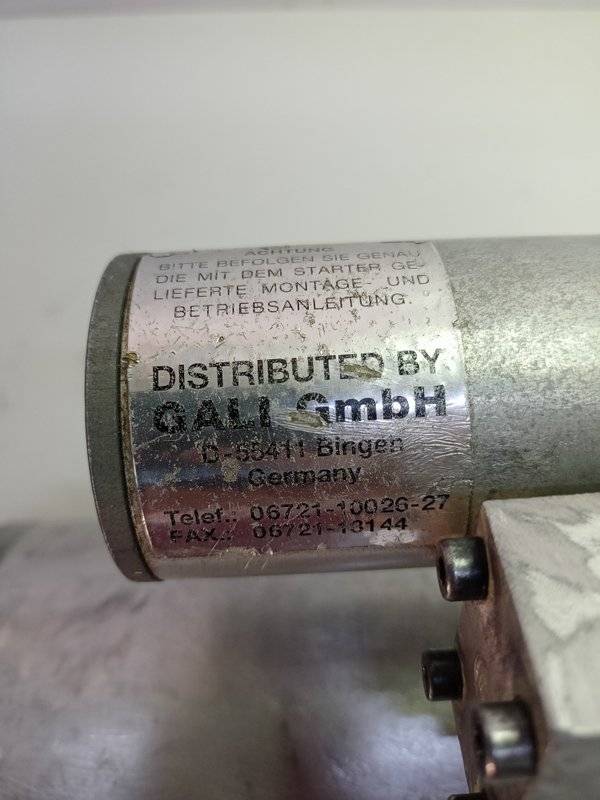 ACHTUNG
BITTE BEFOLGEN SIE GENAU
DIE MIT DEM STARTER GE-
LIEFERTE MONTAGE- UND
BETRIEBSANLEITUNG.
DISTRIBUTED BY
GALI GmbH
D-55411 Bingen
Germany
Telef.: 06721-10026-27
FAX.: 06721-13144